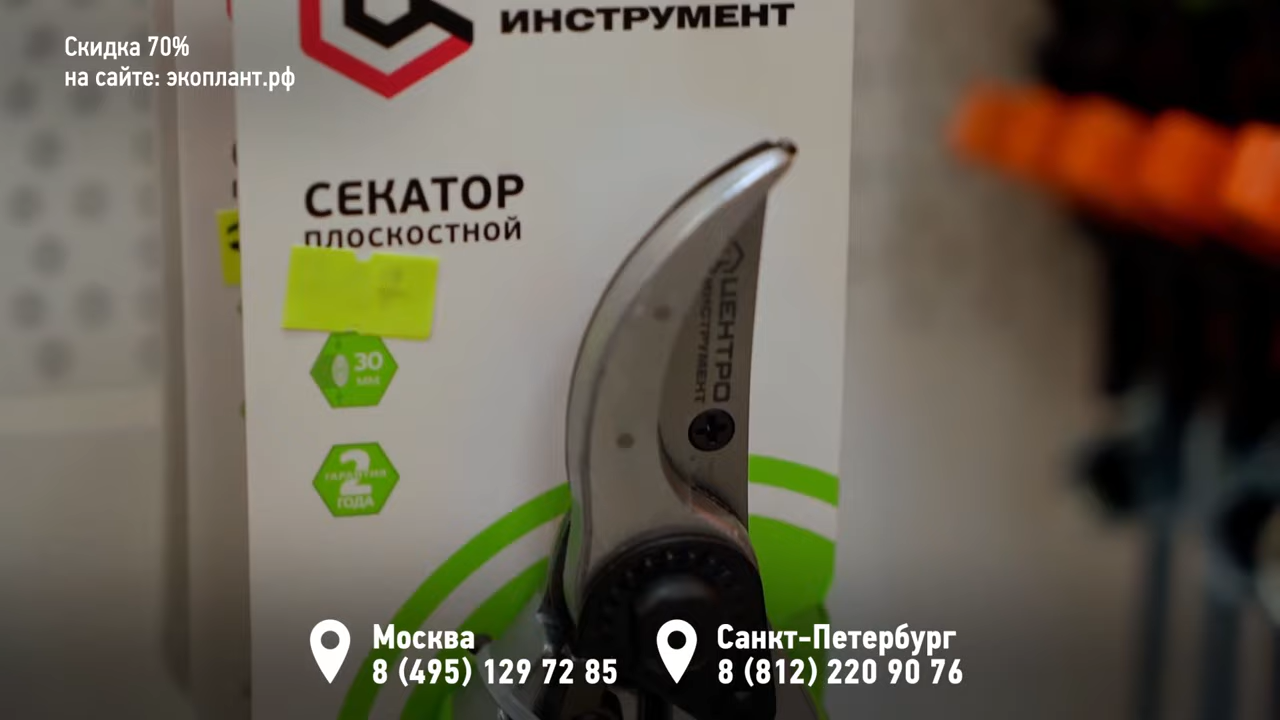 Скидка 70%
на сайте: экоплант.рф
ИНСТРУМЕНТ
СЕКАТОР
ПЛОСКОСТНОЙ
30
ММ
2
ГАРАНТИЯ
ГОДА
ЦЕНТРО
ИНСТРУМЕНТ
Москва
8 (495) 129 72 85
Санкт-Петербург
8 (812) 220 90 76